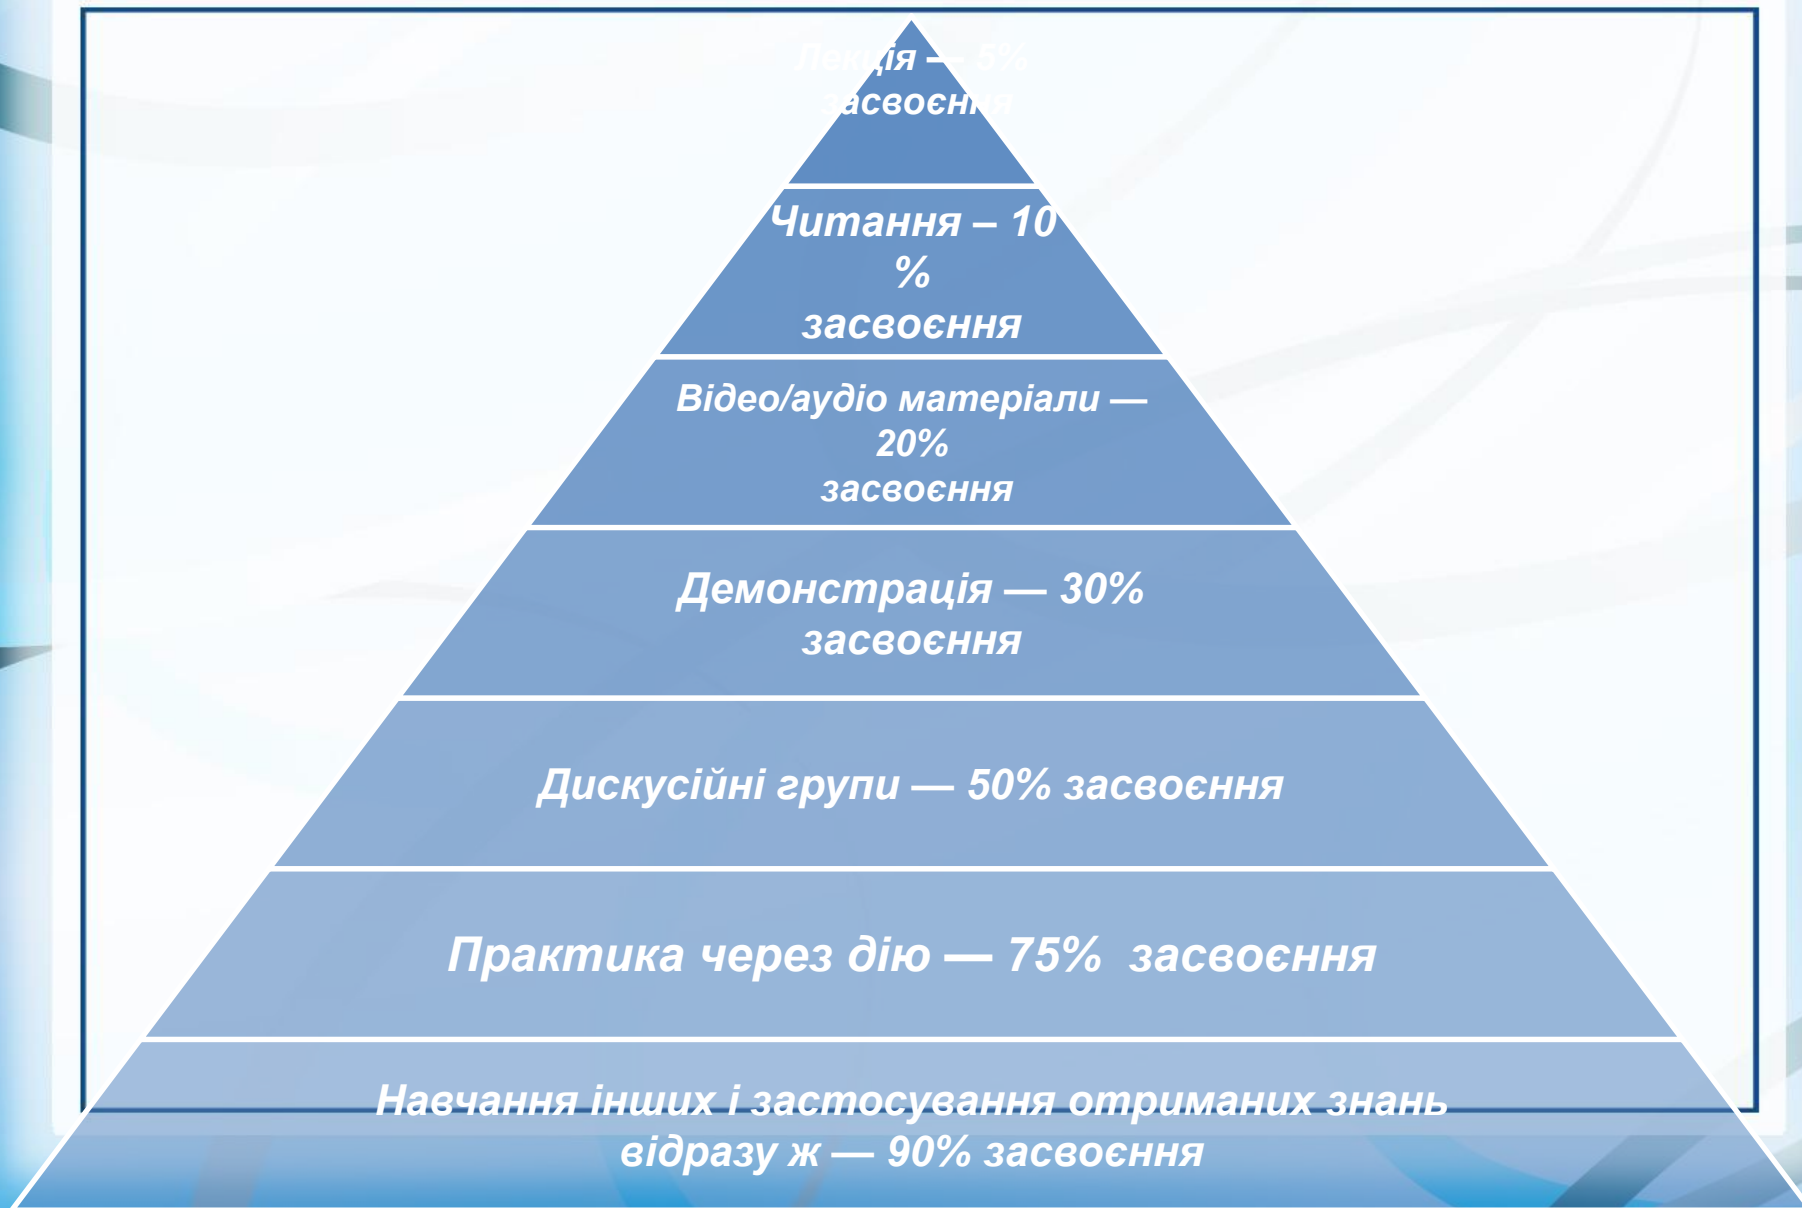 Лекція — 5%
засвоєння
Читання – 10
%
засвоєння
Відео/аудіо матеріали —
20%
засвоєння
Демонстрація — 30%
засвоєння
Дискусійні групи — 50% засвоєння
Практика через дію — 75% засвоєння
Навчання інших і застосування отриманих знань
відразу ж — 90% засвоєння